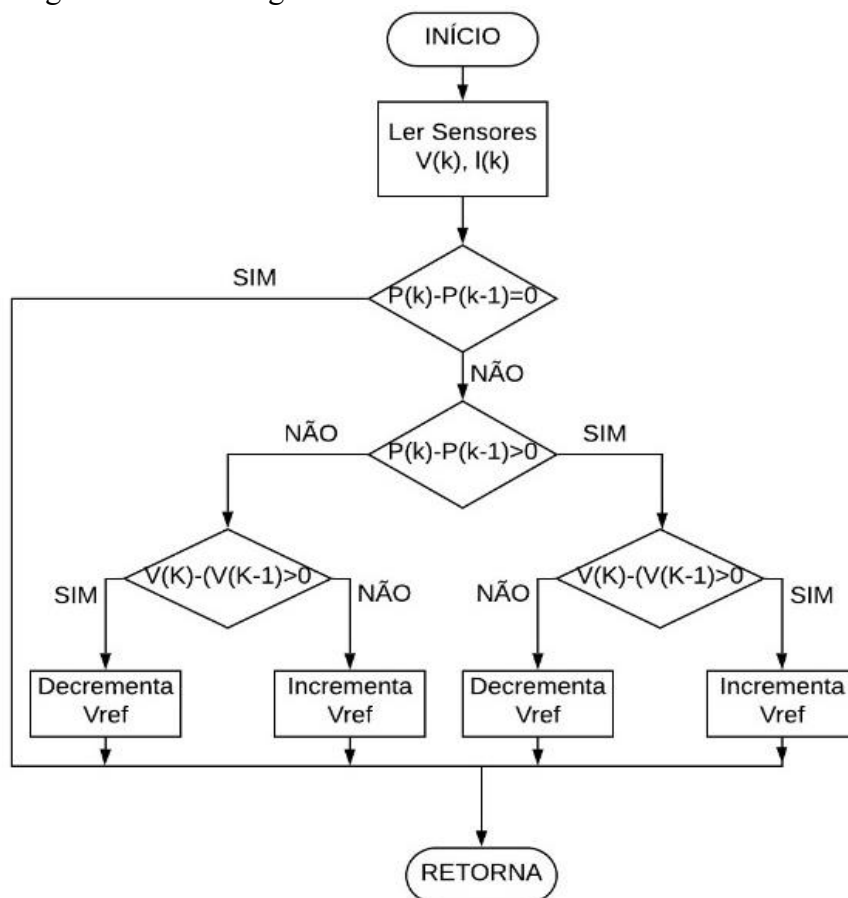 INÍCIO
Ler Sensores
V(k), I(k)
SIM
P(k)-P(k-1)=0
NÃO
NÃO
P(k)-P(k-1)>0
SIM
V(K)-(V(K-1)>0
V(K)-(V(K-1)>0
SIM
NÃO
NÃO
SIM
Decrementa
Vref
Incrementa
Vref
Decrementa
Vref
Incrementa
Vref
RETORNA